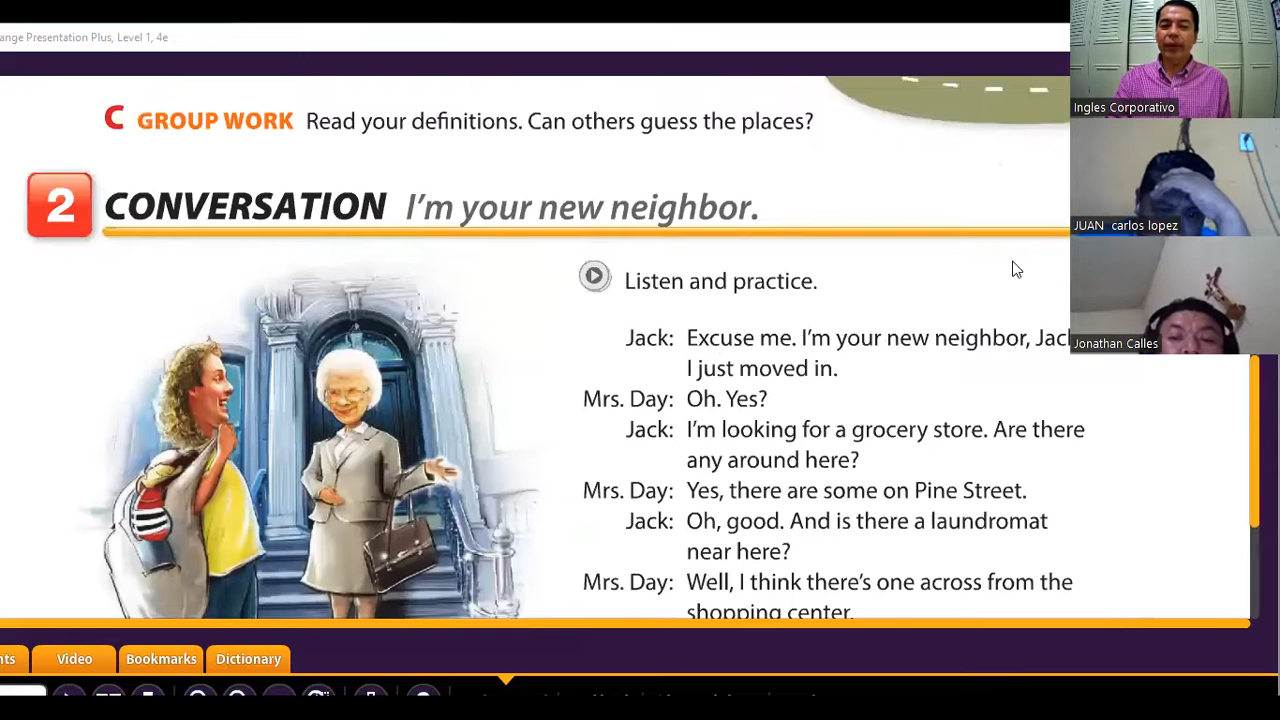 ange Presentation Plus, Level 1, 4e
Ingles Corporativo
C GROUP WORK Read your definitions. Can others guess the places?
2 CONVERSATION I'm your new neighbor.
JUAN carlos lopez
Listen and practice.
Jack: Excuse me. I'm your new neighbor, Jack
Jonathan Calles
I just moved in.
Mrs. Day: Oh. Yes?
Jack: I'm looking for a grocery store. Are there
any around here?
Mrs. Day: Yes, there are some on Pine Street.
Jack: Oh, good. And is there a laundromat
near here?
Mrs. Day: Well, I think there's one across from the
shopping center.
nts Video Bookmarks Dictionary